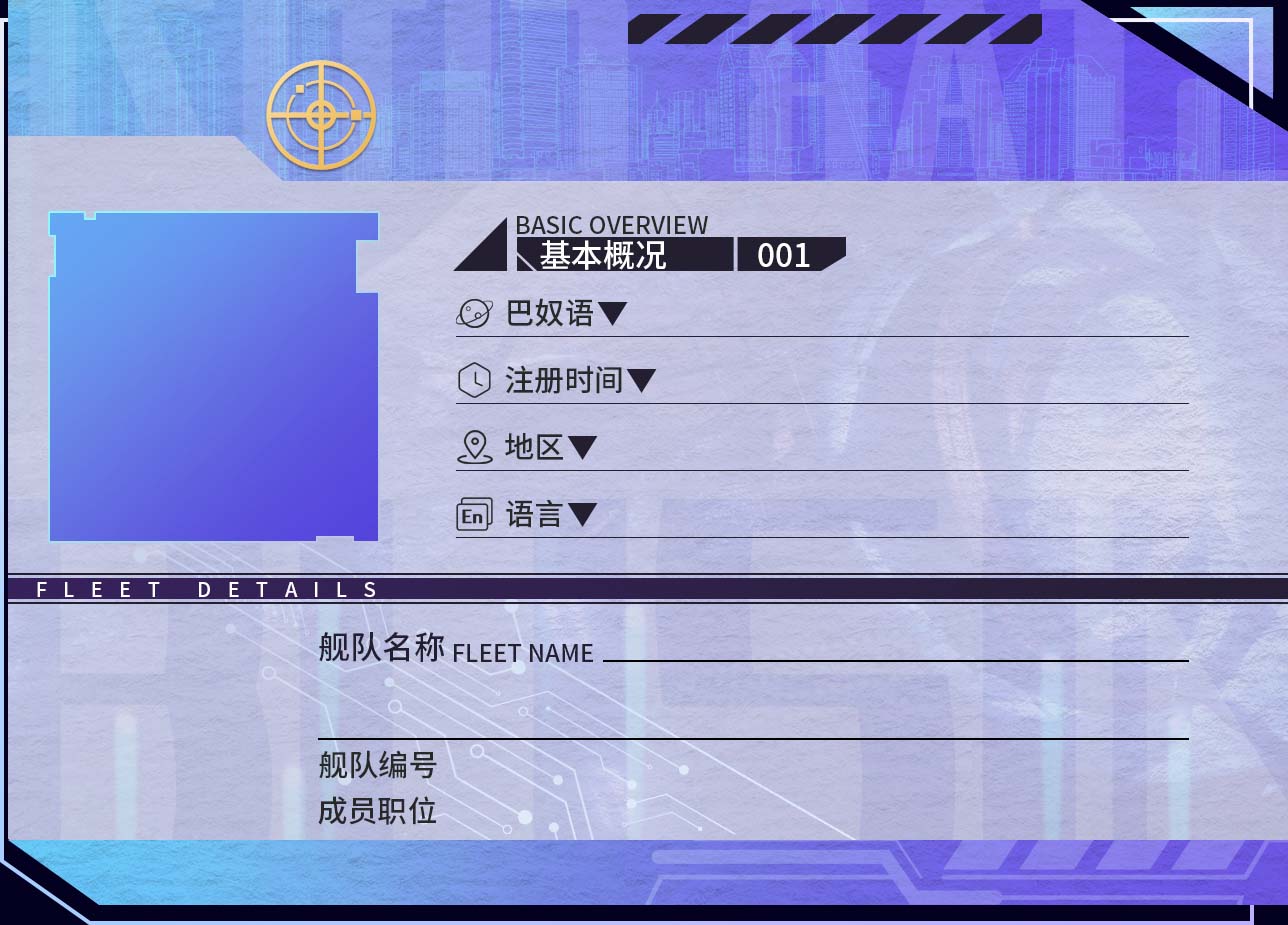 BASIC OVERVIEW
基本概况 001
巴奴语▼
注册时间▼
地区▼
En 语言▼
FLEET DETAILS
舰队名称 FLEET NAME
舰队编号
成员职位